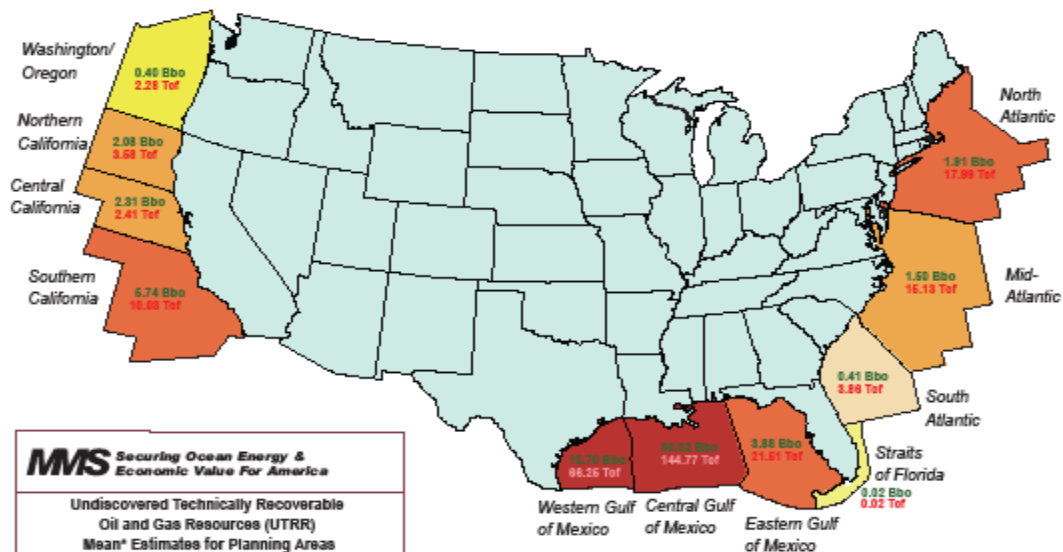 Washington/
Oregon
0.40 Bbo
2.28 Tcf
Northern
California
2.08 Bbo
3.58 Tcf
Central
California
2.31 Bbo
2.41 Tcf
Southern
California
5.74 Bbo
10.03 Tcf
North
Atlantic
1.91 Bbo
17.99 Tcf
Mid-
Atlantic
1.50 Bbo
15.13 Tcf
South
Atlantic
0.41 Bbo
3.86 Tcf
Straits
of Florida
0.02 Bbo
0.02 Tcf
Bbo
66.25 Tcf
Western Gulf
of Mexico
Bbo
144.77 Tcf
Central Gulf
of Mexico
3.88 Bbo
21.51 Tcf
Eastern Gulf
of Mexico
MMS Securing Ocean Energy &
Economic Value For America
Undiscovered Technically Recoverable
Oil and Gas Resources (UTRR)
Mean* Estimates for Planning Areas